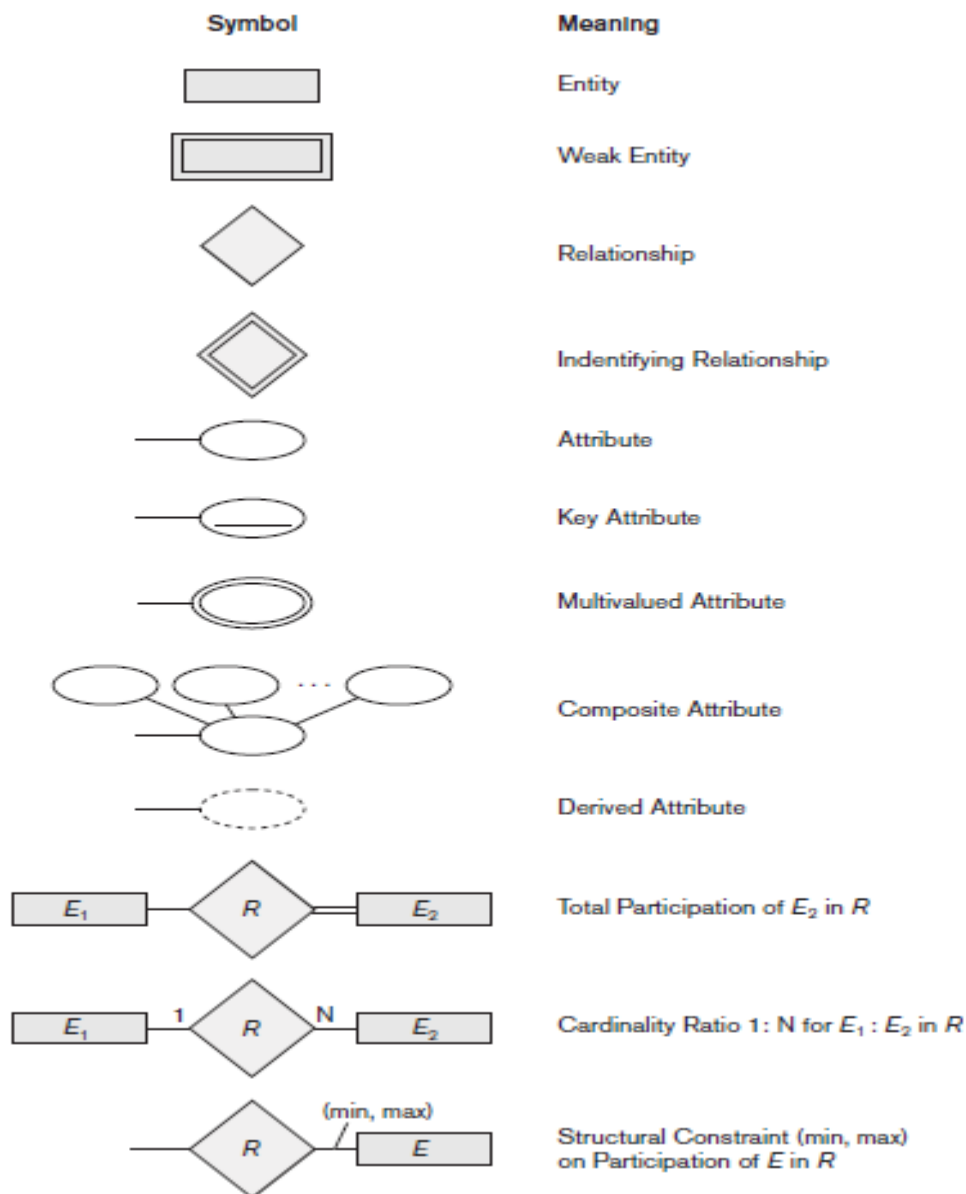 Symbol Meaning
Entity
Weak Entity
Relationship
Indentifying Relationship
Attribute
Key Attribute
Multivalued Attribute
. . .
Composite Attribute
Derived Attribute
E₁ R E₂ Total Participation of E₂ in R
E₁ 1 R N E₂ Cardinality Ratio 1: N for E₁ : E₂ in R
(min, max)
R E Structural Constraint (min, max)
on Participation of E in R